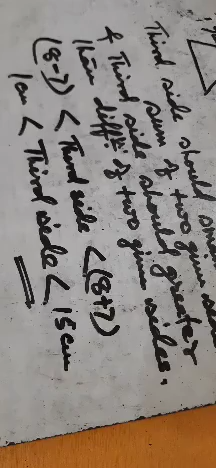 Third side should
sum of two given
& Third side should greater
than diff. of two given sides.
(8-7) < Third side < (8+7)
1cm < Third side < 15cm